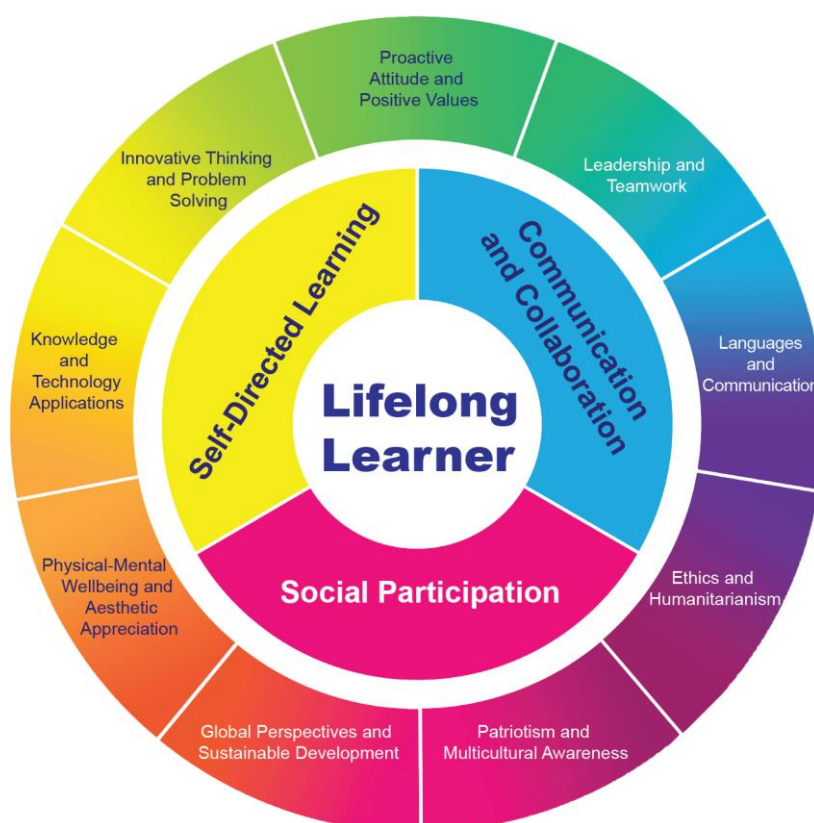 Proactive
Attitude and
Positive Values
Leadership and
Teamwork
Languages
and
Communication
Ethics and
Humanitarianism
Patriotism and
Multicultural Awareness
Global Perspectives and
Sustainable Development
Physical-Mental
Wellbeing and
Aesthetic
Appreciation
Knowledge
and
Technology
Applications
Innovative Thinking
and Problem
Solving
Self-Directed Learning
Communication
and Collaboration
Social Participation
Lifelong
Learner